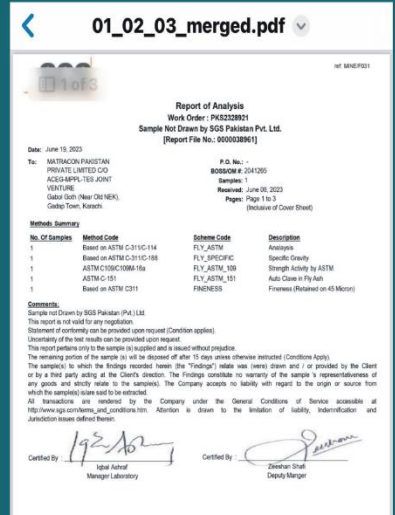 01_02_03_merged.pdf
1 of 3
ref: MINE/F001
Report of Analysis
Work Order : PKS2328921
Sample Not Drawn by SGS Pakistan Pvt. Ltd.
[Report File No.: 0000038961]
Date: June 19, 2023
To: MATRACON PAKISTAN
PRIVATE LIMITED C/O
ACEG-MPPL-TES JOINT
VENTURE
Gabol Goth (Near Old NEK),
Gadap Town, Karachi.
P.O. No.: -
BOSS/OM #: 2041265
Samples: 1
Received: June 08, 2023
Pages: Page 1 to 3
(Inclusive of Cover Sheet)
Methods Summary
No. Of Samples Method Code Scheme Code Description
1 Based on ASTM C-311/C-114 FLY_ASTM Analaysis
1 Based on ASTM C-311/C-188 FLY_SPECIFIC Specific Gravity
1 ASTM C109/C109M-16a FLY_ASTM_109 Strength Activity by ASTM
1 ASTM-C-151 FLY_ASTM_151 Auto Clave in Fly Ash
1 Based on ASTM C311 FINENESS Fineness (Retained on 45 Micron)
Comments:
Sample not Drawn by SGS Pakistan (Pvt.) Ltd.
This report is not valid for any negotiation.
Statement of conformity can be provided upon request (Condition applies).
Uncertainty of the test results can be provided upon request.
This report pertains only to the sample (s) supplied and is issued without prejudice.
The remaining portion of the sample (s) will be disposed off after 15 days unless otherwise instructed (Conditions Apply).
The sample(s) to which the findings recorded herein (the "Findings") relate was (were) drawn and / or provided by the Client
or by a third party acting at the Client's direction. The Findings constitute no warranty of the sample 's representativeness of
any goods and strictly relate to the sample(s). The Company accepts no liability with regard to the origin or source from
which the sample(s) is/are said to be extracted.
All transactions are rendered by the Company under the General Conditions of Service accessible at
http://www.sgs.com/terms_and_conditions.htm. Attention is drawn to the limitation of liability, Indemnification and
Jurisdiction issues defined therein.
Certified By :
Iqbal Ashraf
Manager Laboratory
Certified By :
Zeeshan Shafi
Deputy Manger